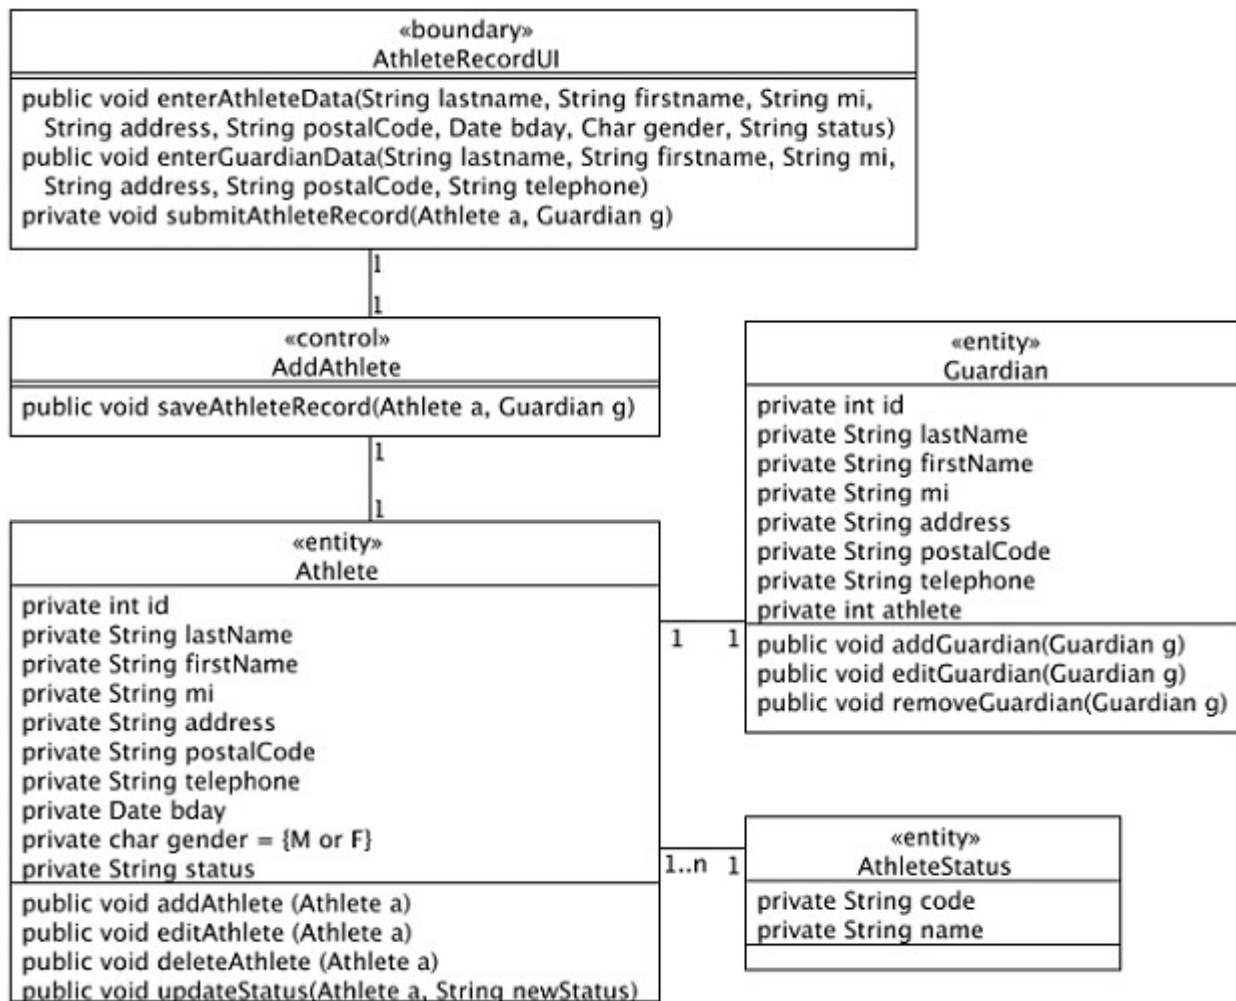 «boundary»
AthleteRecordUI
public void enterAthleteData(String lastname, String firstname, String mi,
String address, String postalCode, Date bday, Char gender, String status)
public void enterGuardianData(String lastname, String firstname, String mi,
String address, String postalCode, String telephone)
private void submitAthleteRecord(Athlete a, Guardian g)
1
1
«control»
AddAthlete
public void saveAthleteRecord(Athlete a, Guardian g)
1
1
«entity»
Athlete
private int id
private String lastName
private String firstName
private String mi
private String address
private String postalCode
private String telephone
private Date bday
private char gender = {M or F}
private String status
public void addAthlete (Athlete a)
public void editAthlete (Athlete a)
public void deleteAthlete (Athlete a)
public void updateStatus(Athlete a, String newStatus)
1 1
«entity»
Guardian
private int id
private String lastName
private String firstName
private String mi
private String address
private String postalCode
private String telephone
private int athlete
public void addGuardian(Guardian g)
public void editGuardian(Guardian g)
public void removeGuardian(Guardian g)
1..n 1
«entity»
AthleteStatus
private String code
private String name